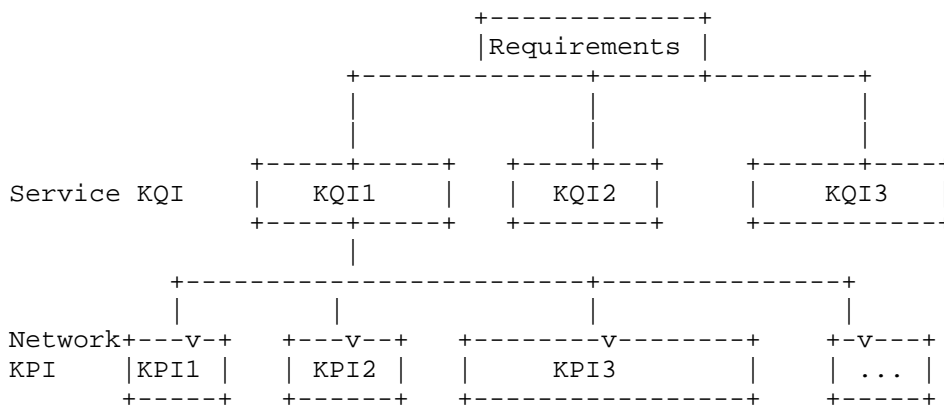 Requirements
Service KQI KQI1 KQI2 KQI3
Network
KPI KPI1 KPI2 KPI3 ...